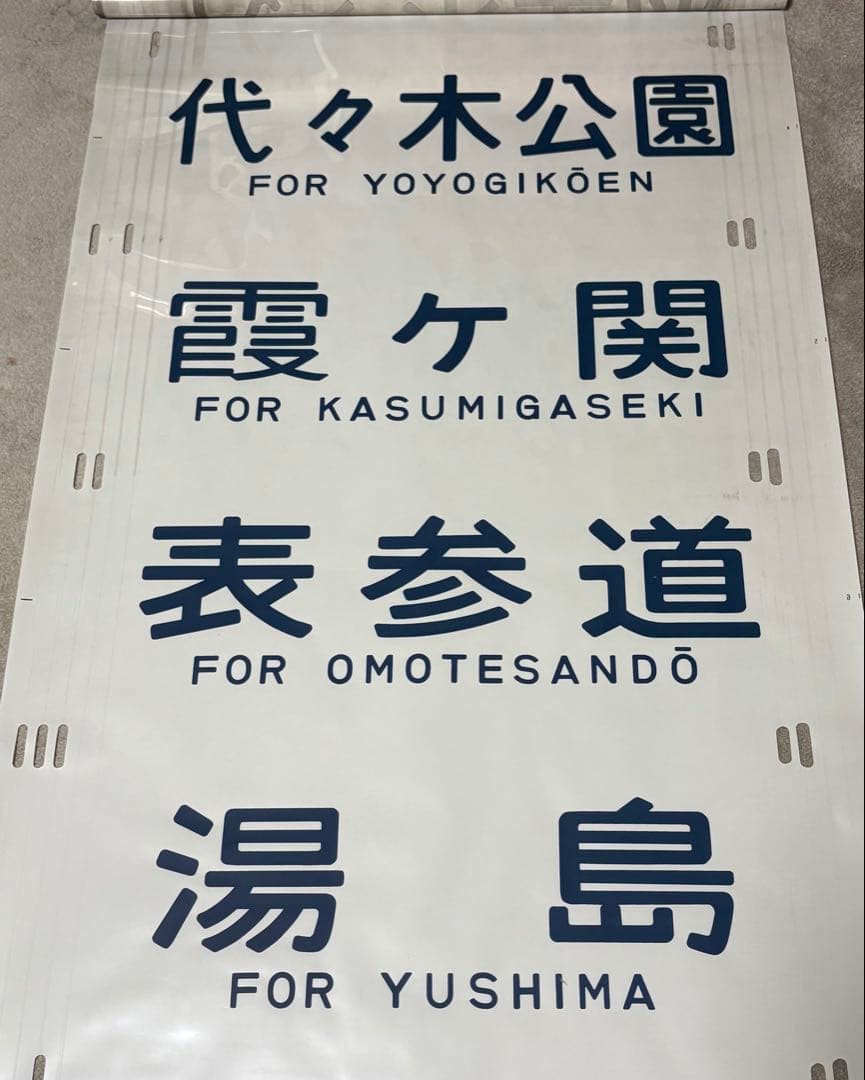 代々木公園
FOR YOYOGIKŌEN
霞ケ関
FOR KASUMIGASEKI
表参道
FOR OMOTESANDŌ
湯島
FOR YUSHIMA